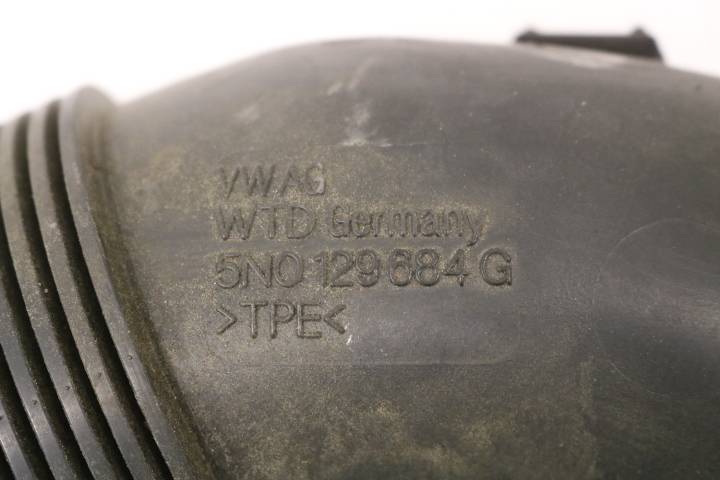 VWAG
WTD Germany
5N0 129 684 G
>TPE<